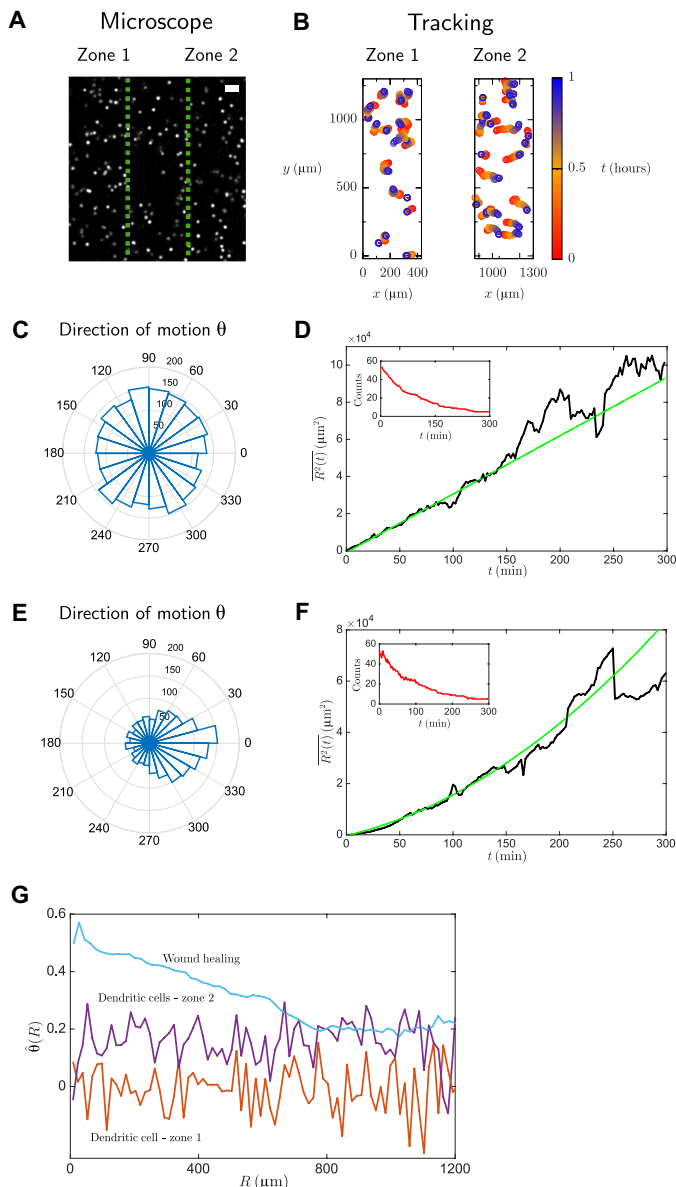 A
Microscope
Zone 1
Zone 2
B
Tracking
Zone 1
Zone 2
1000
500
0
y (μm)
0
200
400
x (μm)
1000
1300
x (μm)
1
0.5
0
t (hours)
C
Direction of motion θ
90
60
30
0
330
300
270
240
210
180
150
120
50
100
150
200
D
×10⁴
10
8
6
4
2
0
R²(t) (μm²)
0
50
100
150
200
250
300
t (min)
60
40
20
0
Counts
0
150
300
t (min)
E
Direction of motion θ
90
60
30
0
330
300
270
240
210
180
150
120
50
100
150
200
F
×10⁴
8
6
4
2
0
R²(t) (μm²)
0
50
100
150
200
250
300
t (min)
60
40
20
0
Counts
0
100
200
300
t (min)
G
0.6
0.4
0.2
0
θ̂(R)
Wound healing
Dendritic cells - zone 2
Dendritic cell - zone 1
0
400
800
1200
R (μm)